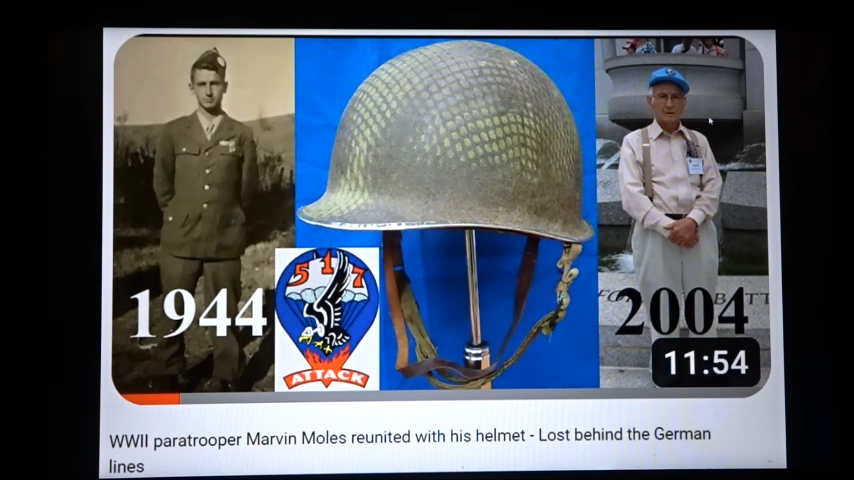 517
ATTACK
1944
2004
11:54
WWII paratrooper Marvin Moles reunited with his helmet - Lost behind the German
lines